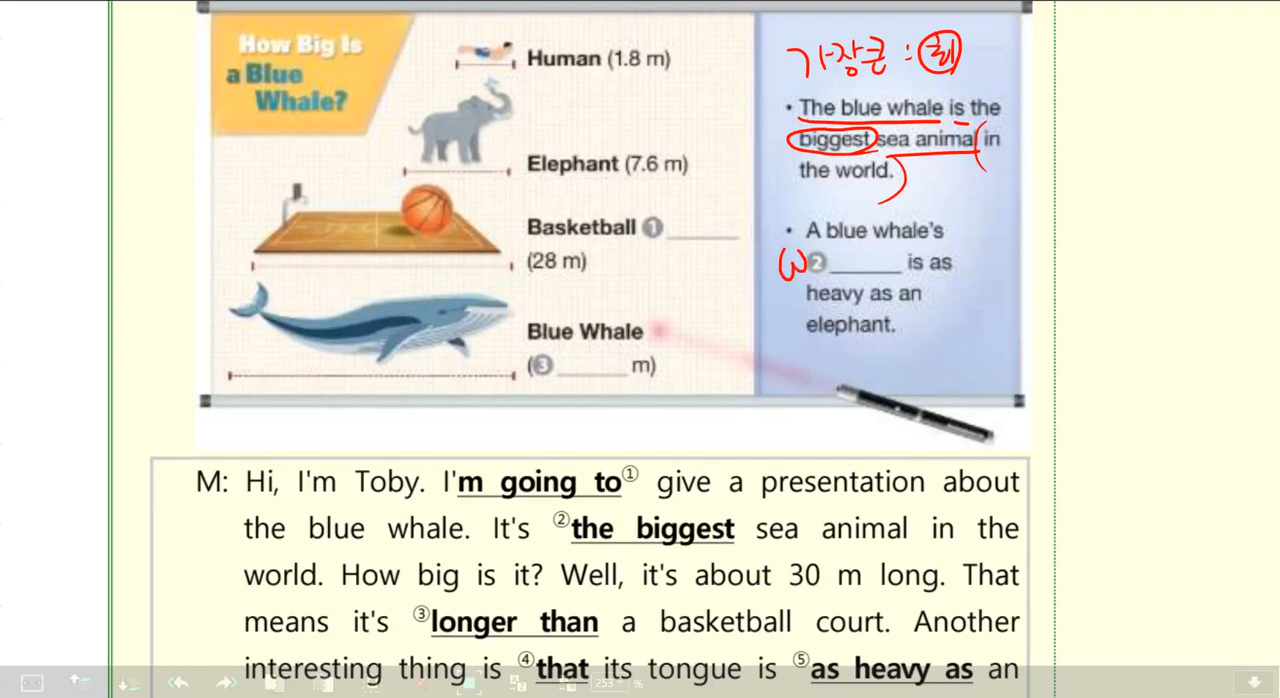 How Big Is
a Blue
Whale?
Human (1.8 m)
Elephant (7.6 m)
Basketball ① ______
(28 m)
Blue Whale
(③ ______ m)
가장큰 : 최
• The blue whale is the
biggest sea animal in
the world.
• A blue whale's
② ______ is as
heavy as an
elephant.
M: Hi, I'm Toby. I'm going to① give a presentation about
the blue whale. It's ②the biggest sea animal in the
world. How big is it? Well, it's about 30 m long. That
means it's ③longer than a basketball court. Another
interesting thing is ④that its tongue is ⑤as heavy as an
253 %